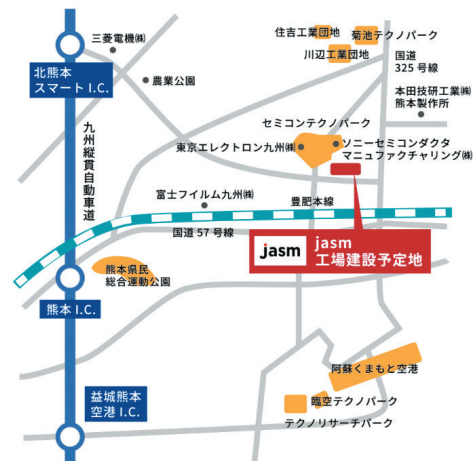 三菱電機㈱
北熊本
スマート I.C.
農業公園
住吉工業団地
菊池テクノパーク
川辺工業団地
国道
325 号線
本田技研工業㈱
熊本製作所
セミコンテクノパーク
東京エレクトロン九州㈱
ソニーセミコンダクタ
マニュファクチャリング㈱
九州縦貫自動車道
富士フイルム九州㈱
豊肥本線
国道 57 号線
jasm
jasm
工場建設予定地
熊本県民
総合運動公園
熊本 I.C.
益城熊本
空港 I.C.
阿蘇くまもと空港
臨空テクノパーク
テクノリサーチパーク